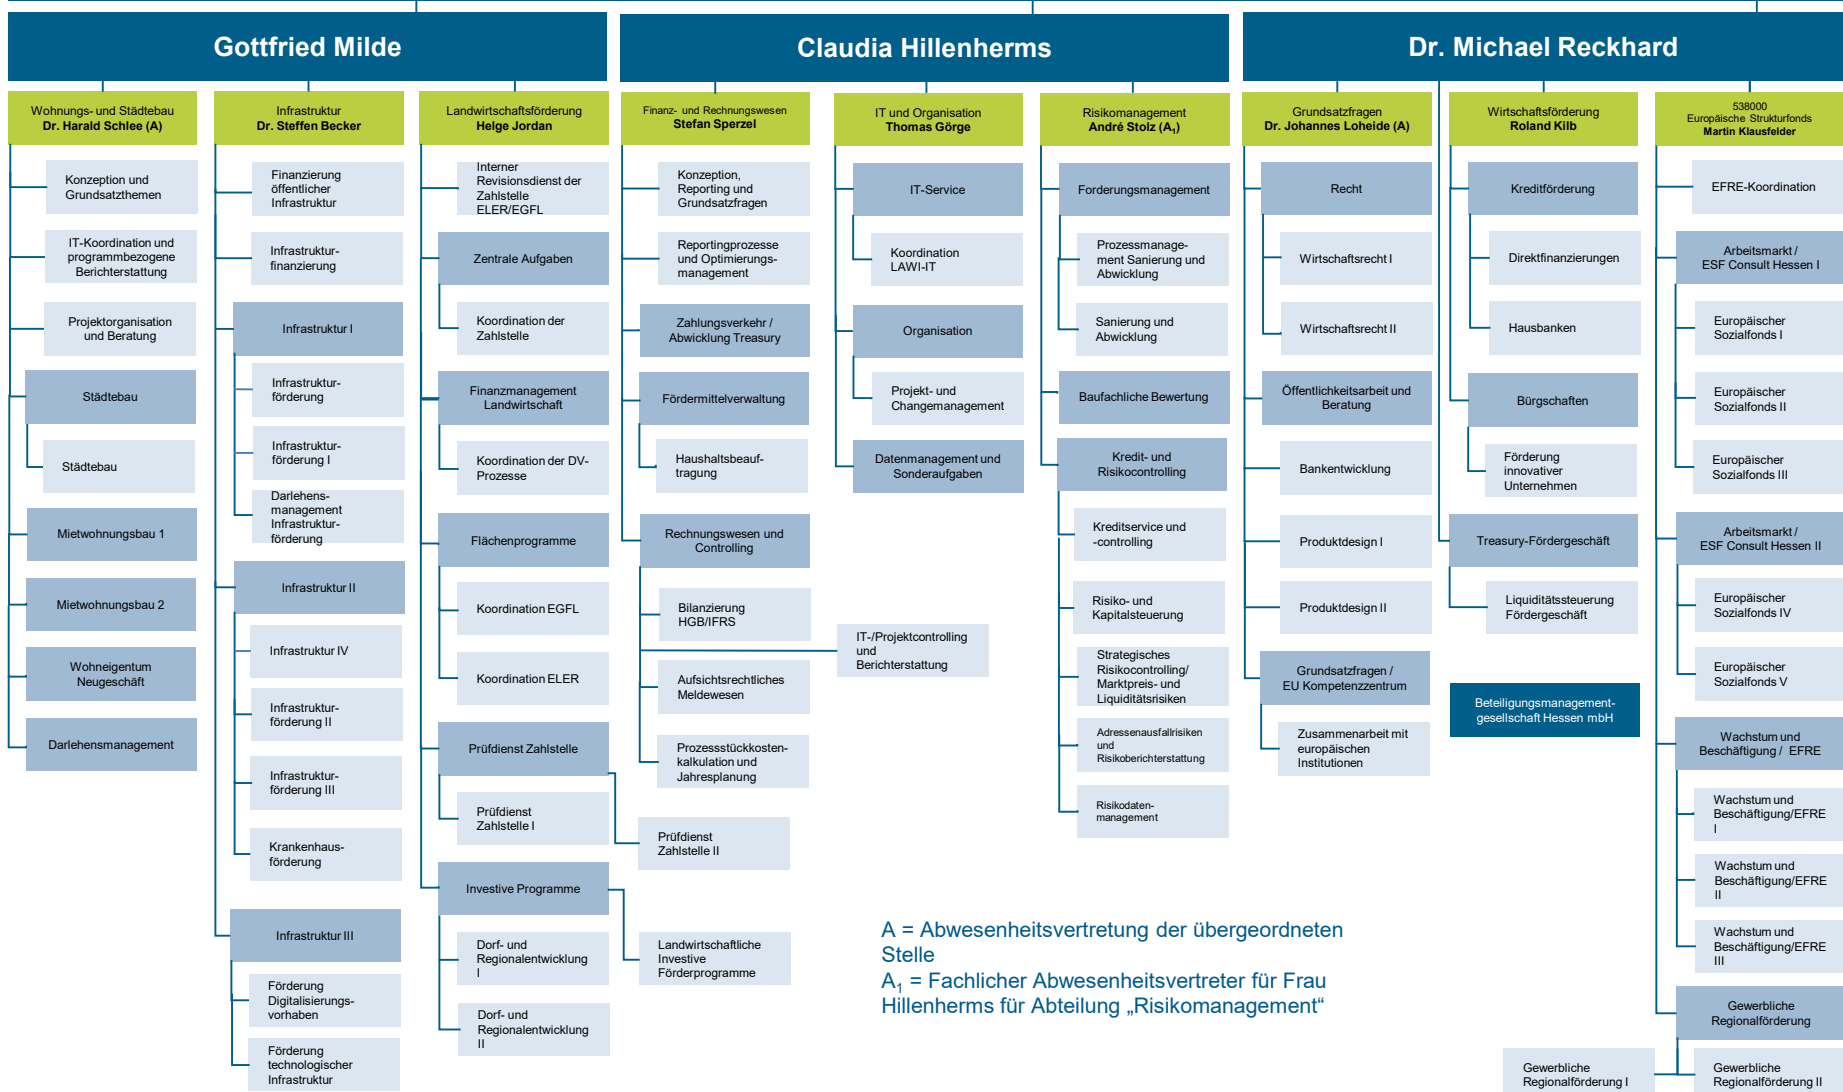 Gottfried Milde
Claudia Hillenherms
Dr. Michael Reckhard
Wohnungs- und Städtebau
Dr. Harald Schlee (A)
Konzeption und
Grundsatzthemen
IT-Koordination und
programmbezogene
Berichterstattung
Projektorganisation
und Beratung
Städtebau
Städtebau
Mietwohnungsbau 1
Mietwohnungsbau 2
Wohneigentum
Neugeschäft
Darlehensmanagement
Infrastruktur
Dr. Steffen Becker
Finanzierung
öffentlicher
Infrastruktur
Infrastruktur-
finanzierung
Infrastruktur I
Infrastruktur-
förderung
Infrastruktur-
förderung I
Darlehens-
management
Infrastruktur-
förderung
Infrastruktur II
Infrastruktur IV
Infrastruktur-
förderung II
Infrastruktur-
förderung III
Krankenhaus-
förderung
Infrastruktur III
Förderung
Digitalisierungs-
vorhaben
Förderung
technologischer
Infrastruktur
Landwirtschaftsförderung
Helge Jordan
Interner
Revisionsdienst der
Zahlstelle
ELER/EGFL
Zentrale Aufgaben
Koordination der
Zahlstelle
Finanzmanagement
Landwirtschaft
Koordination der DV-
Prozesse
Flächenprogramme
Koordination EGFL
Koordination ELER
Prüfdienst Zahlstelle
Prüfdienst
Zahlstelle I
Prüfdienst
Zahlstelle II
Investive Programme
Dorf- und
Regionalentwicklung
I
Landwirtschaftliche
Investive
Förderprogramme
Dorf- und
Regionalentwicklung
II
Finanz- und Rechnungswesen
Stefan Sperzel
Konzeption,
Reporting und
Grundsatzfragen
Reportingprozesse
und Optimierungs-
management
Zahlungsverkehr /
Abwicklung Treasury
Fördermittelverwaltung
Haushaltsbeauf-
tragung
Rechnungswesen und
Controlling
Bilanzierung
HGB/IFRS
IT-/Projektcontrolling
und
Berichterstattung
Aufsichtsrechtliches
Meldewesen
Prozessstückkosten-
kalkulation und
Jahresplanung
IT und Organisation
Thomas Görge
IT-Service
Koordination
LAWI-IT
Organisation
Projekt- und
Changemanagement
Datenmanagement und
Sonderaufgaben
Risikomanagement
André Stolz (A₁)
Forderungsmanagement
Prozessmanage-
ment Sanierung und
Abwicklung
Sanierung und
Abwicklung
Baufachliche Bewertung
Kredit- und
Risikocontrolling
Kreditservice und
-controlling
Risiko- und
Kapitalsteuerung
Strategisches
Risikocontrolling/
Marktpreis- und
Liquiditätsrisiken
Adressenausfallrisiken
und
Risikoberichterstattung
Risikodaten-
management
Grundsatzfragen
Dr. Johannes Loheide (A)
Recht
Wirtschaftsrecht I
Wirtschaftsrecht II
Öffentlichkeitsarbeit und
Beratung
Bankentwicklung
Produktdesign I
Produktdesign II
Grundsatzfragen /
EU Kompetenzzentrum
Zusammenarbeit mit
europäischen
Institutionen
Wirtschaftsförderung
Roland Kilb
Kreditförderung
Direktfinanzierungen
Hausbanken
Bürgschaften
Förderung
innovativer
Unternehmen
Treasury-Fördergeschäft
Liquiditätssteuerung
Fördergeschäft
Beteiligungsmanagement-
gesellschaft Hessen mbH
538000
Europäische Strukturfonds
Martin Klausfelder
EFRE-Koordination
Arbeitsmarkt /
ESF Consult Hessen I
Europäischer
Sozialfonds I
Europäischer
Sozialfonds II
Europäischer
Sozialfonds III
Arbeitsmarkt /
ESF Consult Hessen II
Europäischer
Sozialfonds IV
Europäischer
Sozialfonds V
Wachstum und
Beschäftigung / EFRE
Wachstum und
Beschäftigung/EFRE
I
Wachstum und
Beschäftigung/EFRE
II
Wachstum und
Beschäftigung/EFRE
III
Gewerbliche
Regionalförderung
Gewerbliche
Regionalförderung I
Gewerbliche
Regionalförderung II
A = Abwesenheitsvertretung der übergeordneten
Stelle
A₁ = Fachlicher Abwesenheitsvertreter für Frau
Hillenherms für Abteilung „Risikomanagement“